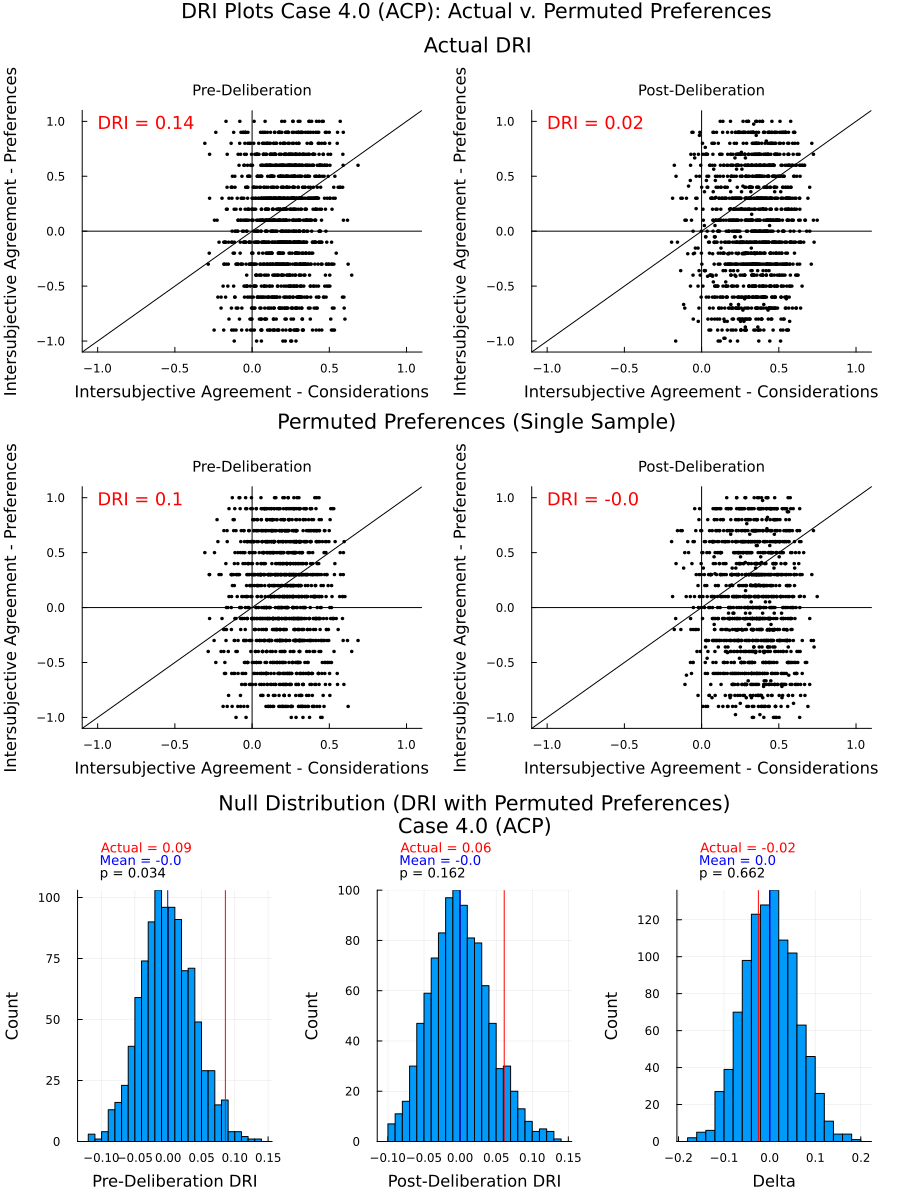 DRI Plots Case 4.0 (ACP): Actual v. Permuted Preferences
Actual DRI
Pre-Deliberation
Intersubjective Agreement - Preferences
DRI = 0.14
1.0
0.5
0.0
−0.5
−1.0
−1.0 −0.5 0.0 0.5 1.0
Intersubjective Agreement - Considerations
Post-Deliberation
Intersubjective Agreement - Preferences
DRI = 0.02
1.0
0.5
0.0
−0.5
−1.0
−1.0 −0.5 0.0 0.5 1.0
Intersubjective Agreement - Considerations
Permuted Preferences (Single Sample)
Pre-Deliberation
Intersubjective Agreement - Preferences
DRI = 0.1
1.0
0.5
0.0
−0.5
−1.0
−1.0 −0.5 0.0 0.5 1.0
Intersubjective Agreement - Considerations
Post-Deliberation
Intersubjective Agreement - Preferences
DRI = -0.0
1.0
0.5
0.0
−0.5
−1.0
−1.0 −0.5 0.0 0.5 1.0
Intersubjective Agreement - Considerations
Null Distribution (DRI with Permuted Preferences)
Case 4.0 (ACP)
Actual = 0.09
Mean = -0.0
p = 0.034
Count
100
75
50
25
0
−0.10 −0.05 0.00 0.05 0.10 0.15
Pre-Deliberation DRI
Actual = 0.06
Mean = -0.0
p = 0.162
Count
100
80
60
40
20
0
−0.10 −0.05 0.00 0.05 0.10 0.15
Post-Deliberation DRI
Actual = -0.02
Mean = 0.0
p = 0.662
Count
120
100
80
60
40
20
0
−0.2 −0.1 0.0 0.1 0.2
Delta